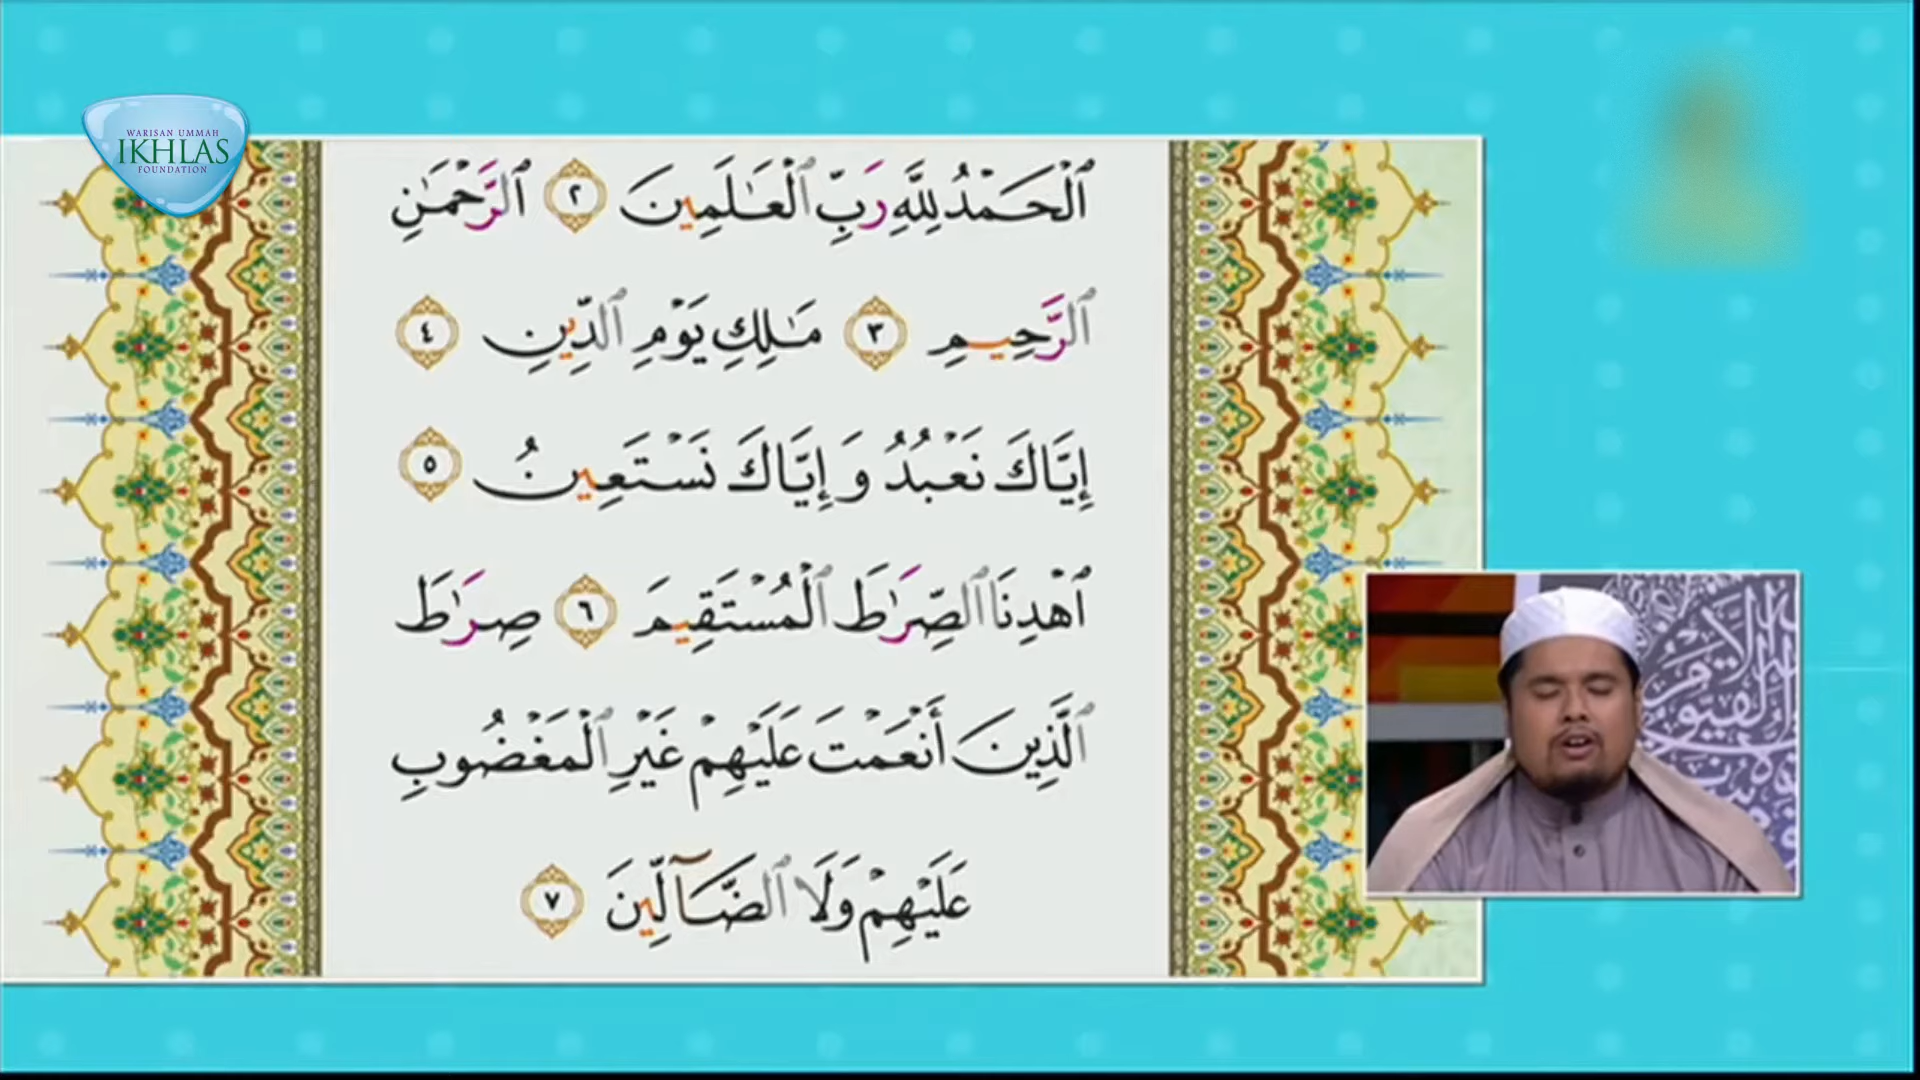 WARISAN UMMAH
IKHLAS
FOUNDATION
ٱلْحَمْدُ لِلَّهِ رَبِّ ٱلْعَـٰلَمِينَ ٢ ٱلرَّحْمَـٰنِ
ٱلرَّحِيمِ ٣ مَـٰلِكِ يَوْمِ ٱلدِّينِ ٤
إِيَّاكَ نَعْبُدُ وَإِيَّاكَ نَسْتَعِينُ ٥
ٱهْدِنَا ٱلصِّرَٰطَ ٱلْمُسْتَقِيمَ ٦ صِرَٰطَ
ٱلَّذِينَ أَنْعَمْتَ عَلَيْهِمْ غَيْرِ ٱلْمَغْضُوبِ
عَلَيْهِمْ وَلَا ٱلضَّآلِّينَ ٧